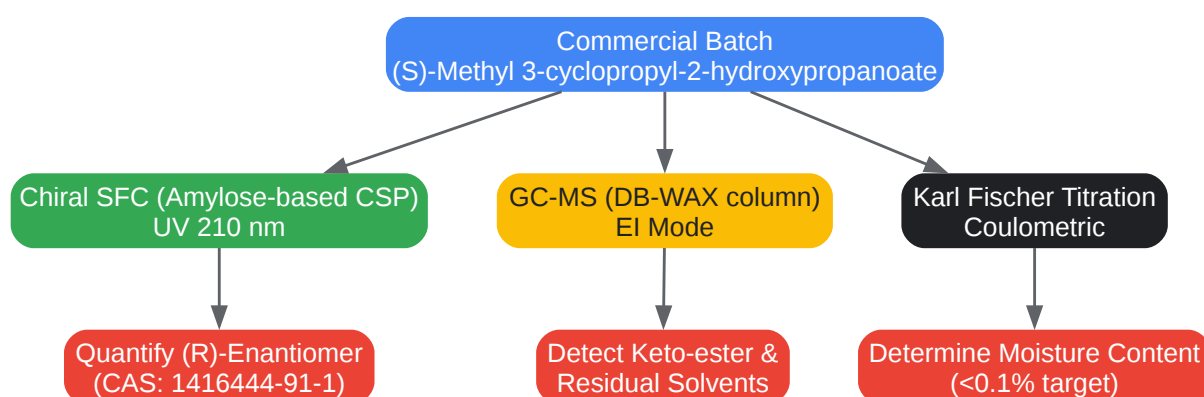 Commercial Batch
(S)-Methyl 3-cyclopropyl-2-hydroxypropanoate
Chiral SFC (Amylose-based CSP)
UV 210 nm
GC-MS (DB-WAX column)
EI Mode
Karl Fischer Titration
Coulometric
Quantify (R)-Enantiomer
(CAS: 1416444-91-1)
Detect Keto-ester &
Residual Solvents
Determine Moisture Content
(<0.1% target)